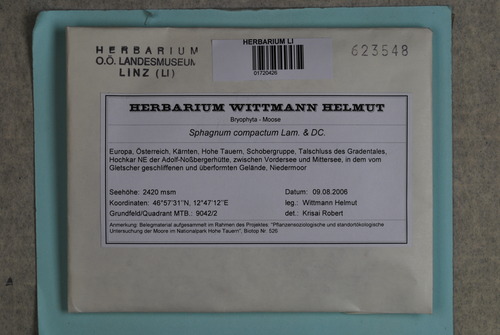 HERBARIUM
O.Ö. LANDESMUSEUM
LINZ (LI)
HERBARIUM LI
01720426
623548
HERBARIUM WITTMANN HELMUT
Bryophyta - Moose
Sphagnum compactum Lam. & DC.
Europa, Österreich, Kärnten, Hohe Tauern, Schobergruppe, Talschluss des Gradentales,
Hochkar NE der Adolf-Noßbergerhütte, zwischen Vordersee und Mittersee, in dem vom
Gletscher geschliffenen und überformten Gelände, Niedermoor
Seehöhe: 2420 msm Datum: 09.08.2006
Koordinaten: 46°57'31''N, 12°47'12''E leg.: Wittmann Helmut
Grundfeld/Quadrant MTB.: 9042/2 det.: Krisai Robert
Anmerkung: Belegmaterial aufgesammelt im Rahmen des Projektes: "Pflanzensoziologische und standortökologische
Untersuchung der Moore im Nationalpark Hohe Tauern", Biotop Nr. 526